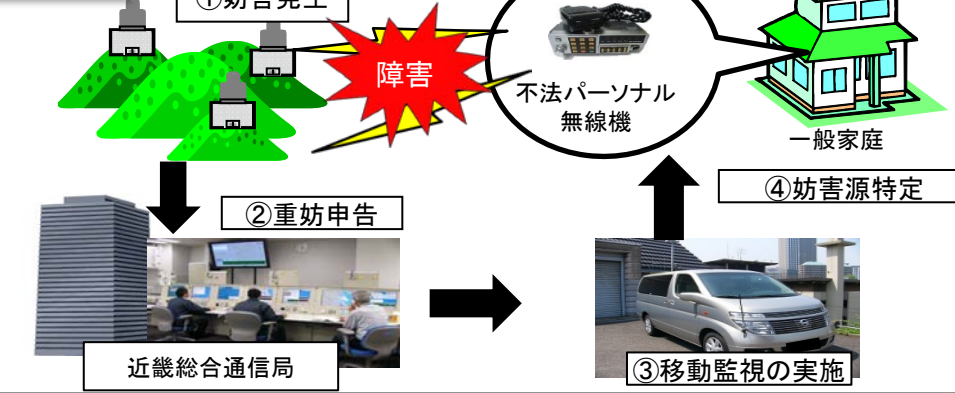 ①妨害発生
障害
不法パーソナル
無線機
一般家庭
②重妨申告
④妨害源特定
近畿総合通信局
③移動監視の実施